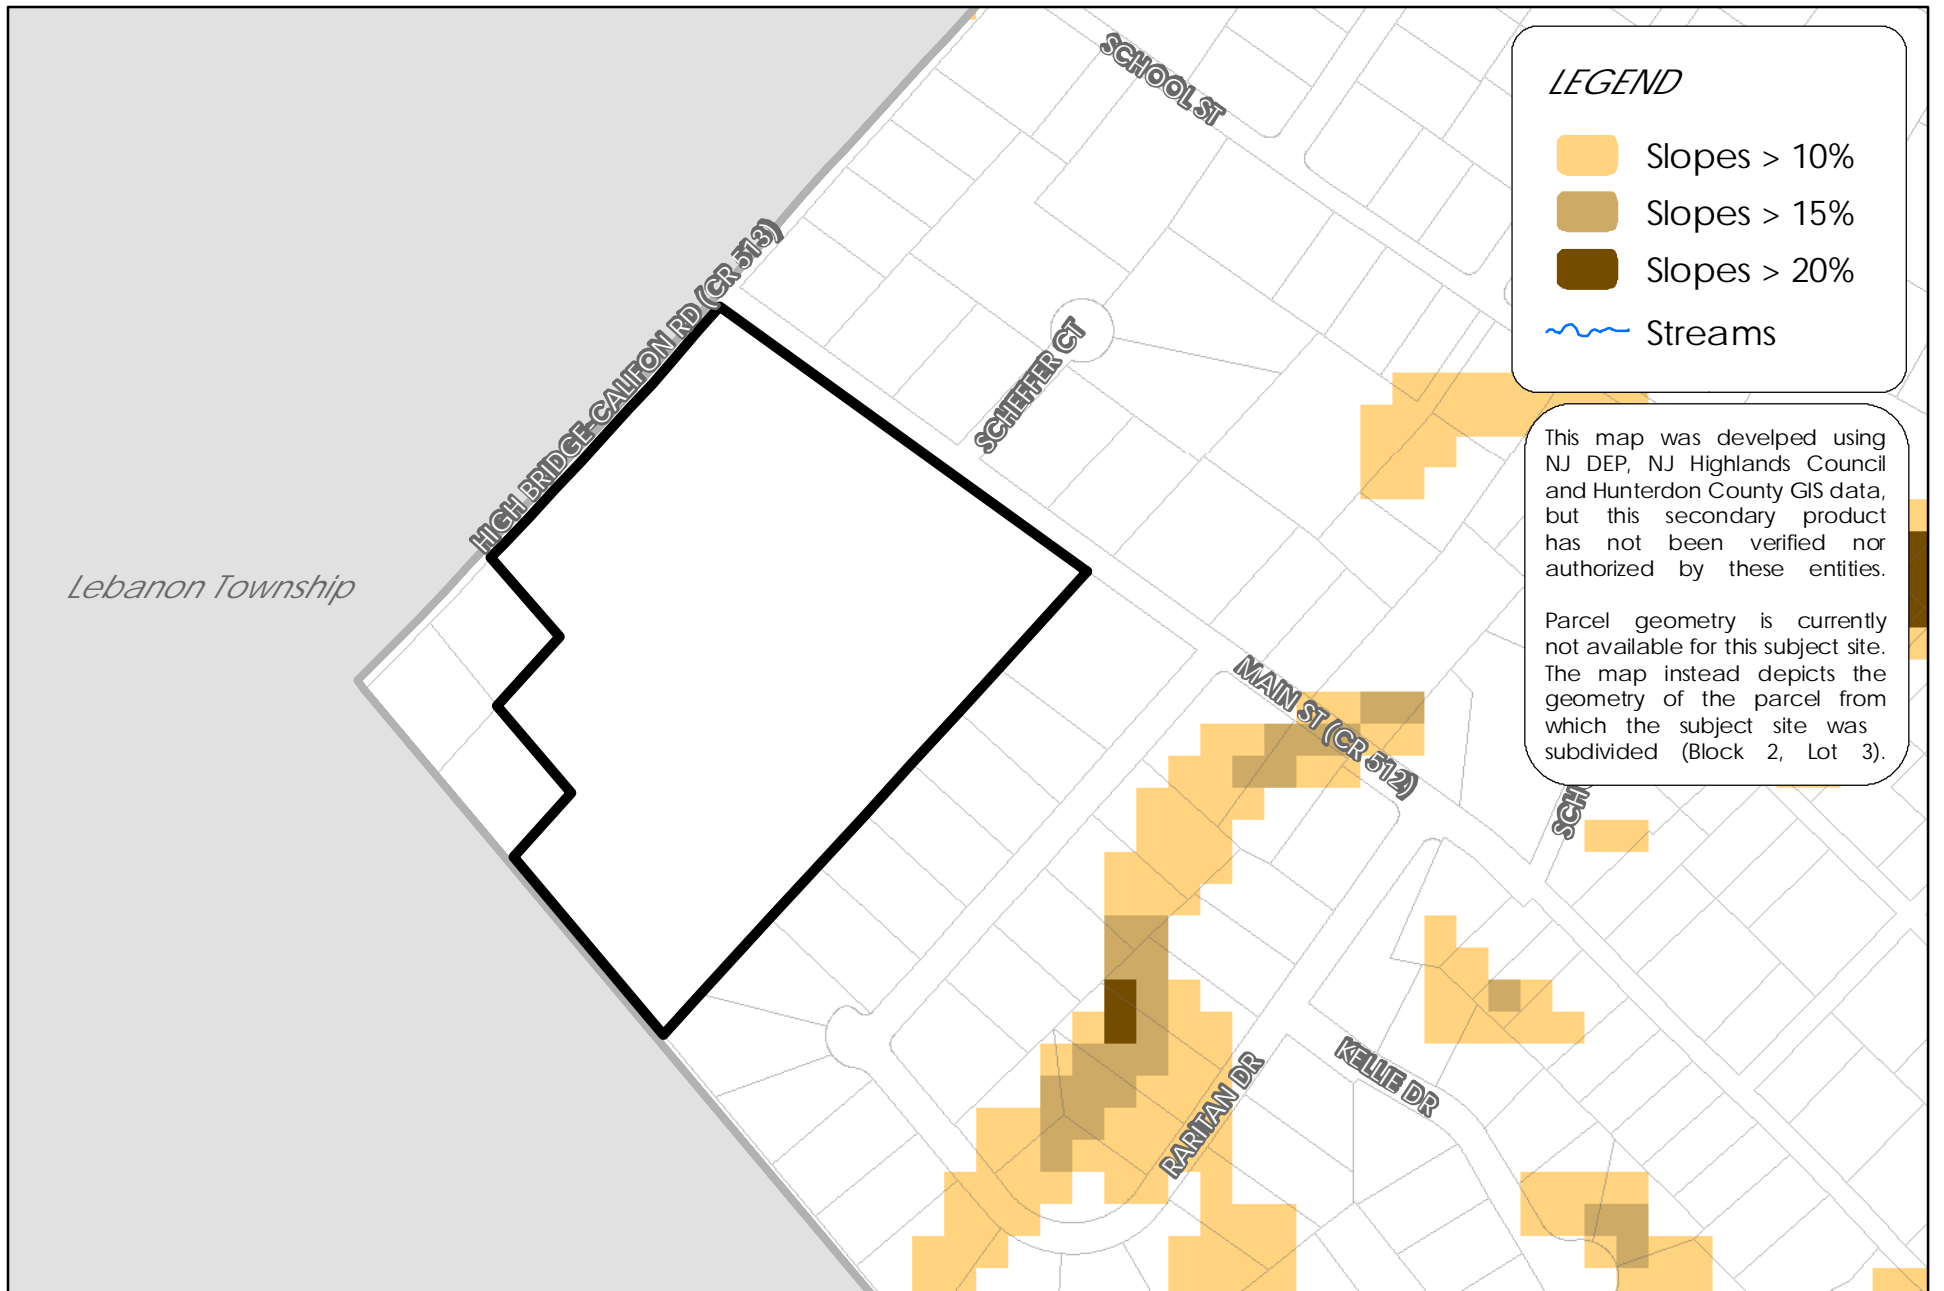 SCHOOL ST
HIGH BRIDGE-CALIFON RD (CR 513)
SCHEFFER CT
Lebanon Township
MAIN ST (CR 512)
RARITAN DR
KELLIE DR
LEGEND
Slopes > 10%
Slopes > 15%
Slopes > 20%
Streams
This map was develped using
NJ DEP, NJ Highlands Council
and Hunterdon County GIS data,
but this secondary product
has not been verified nor
authorized by these entities.
Parcel geometry is currently
not available for this subject site.
The map instead depicts the
geometry of the parcel from
which the subject site was
subdivided (Block 2, Lot 3).